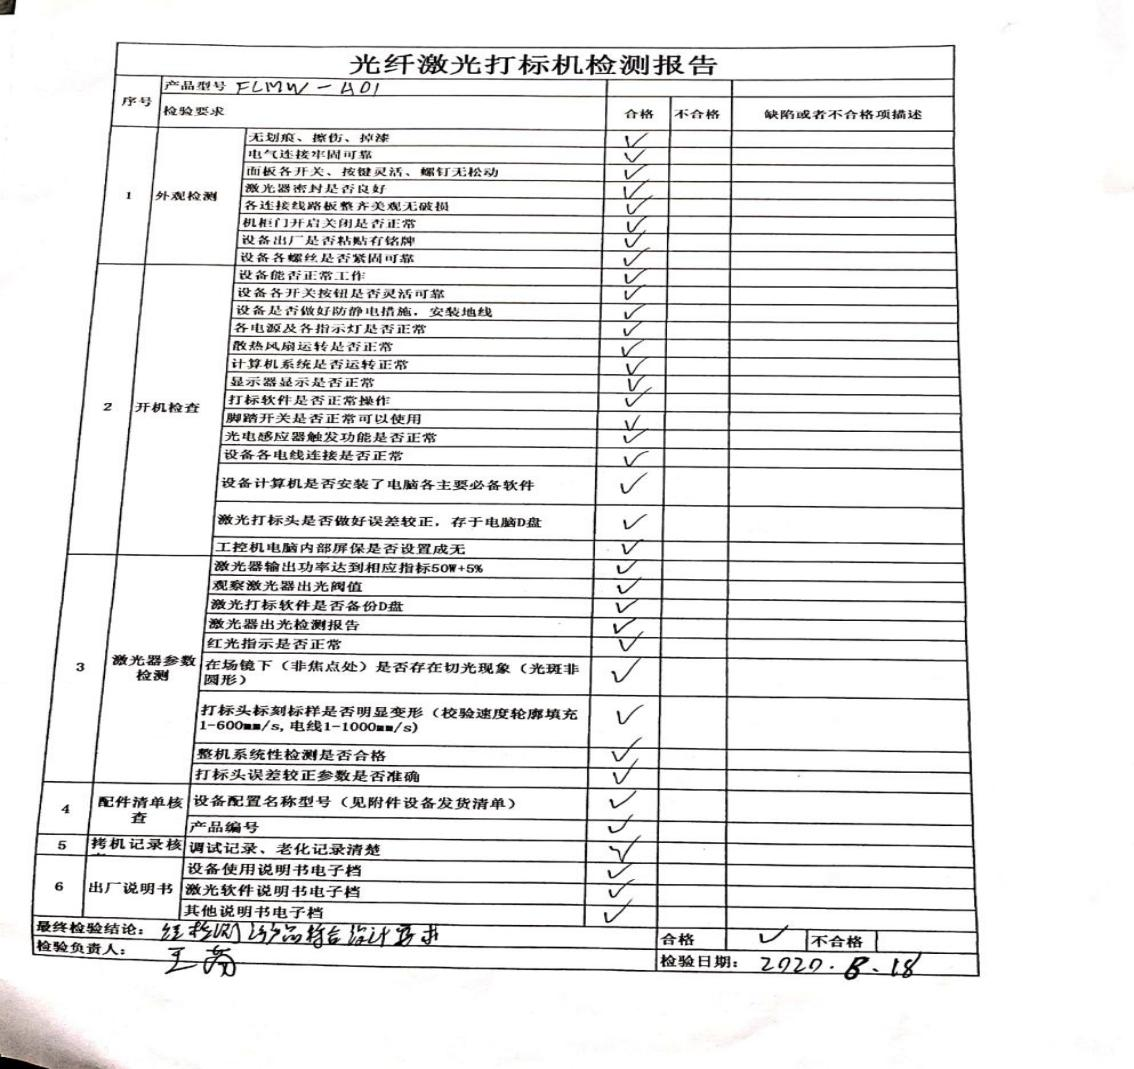 光纤激光打标机检测报告
序号 产品型号 FLMW-A01
检验要求 合格 不合格 缺陷或者不合格项描述
1 外观检测 无划痕、擦伤、掉漆 ✓
电气连接牢固可靠 ✓
面板各开关、按键灵活、螺钉无松动 ✓
激光器密封是否良好 ✓
各连接线路板整齐美观无破损 ✓
机柜门开启关闭是否正常 ✓
设备出厂是否粘贴有铭牌 ✓
设备各螺丝是否紧固可靠 ✓
2 开机检查 设备能否正常工作 ✓
设备各开关按钮是否灵活可靠 ✓
设备是否做好防静电措施，安装地线 ✓
各电源及各指示灯是否正常 ✓
散热风扇运转是否正常 ✓
计算机系统是否运转正常 ✓
显示器显示是否正常 ✓
打标软件是否正常操作 ✓
脚踏开关是否正常可以使用 ✓
光电感应器触发功能是否正常 ✓
设备各电线连接是否正常 ✓
设备计算机是否安装了电脑各主要必备软件 ✓
激光打标头是否做好误差较正，存于电脑D盘 ✓
工控机电脑内部屏保是否设置成无 ✓
3 激光器参数检测 激光器输出功率达到相应指标50W+5% ✓
观察激光器出光阀值 ✓
激光打标软件是否备份D盘 ✓
激光器出光检测报告 ✓
红光指示是否正常 ✓
在场镜下（非焦点处）是否存在切光现象（光斑非
圆形） ✓
打标头标刻标样是否明显变形（校验速度轮廓填充
1-600mm/s,电线1-1000mm/s） ✓
整机系统性检测是否合格 ✓
打标头误差较正参数是否准确 ✓
4 配件清单核查 设备配置名称型号（见附件设备发货清单） ✓
产品编号 ✓
5 拷机记录核 调试记录、老化记录清楚 ✓
6 出厂说明书 设备使用说明书电子档 ✓
激光软件说明书电子档 ✓
其他说明书电子档 ✓
最终检验结论：经检测该产品符合设计要求 合格 ✓ 不合格
检验负责人：王 检验日期：2020.8.18